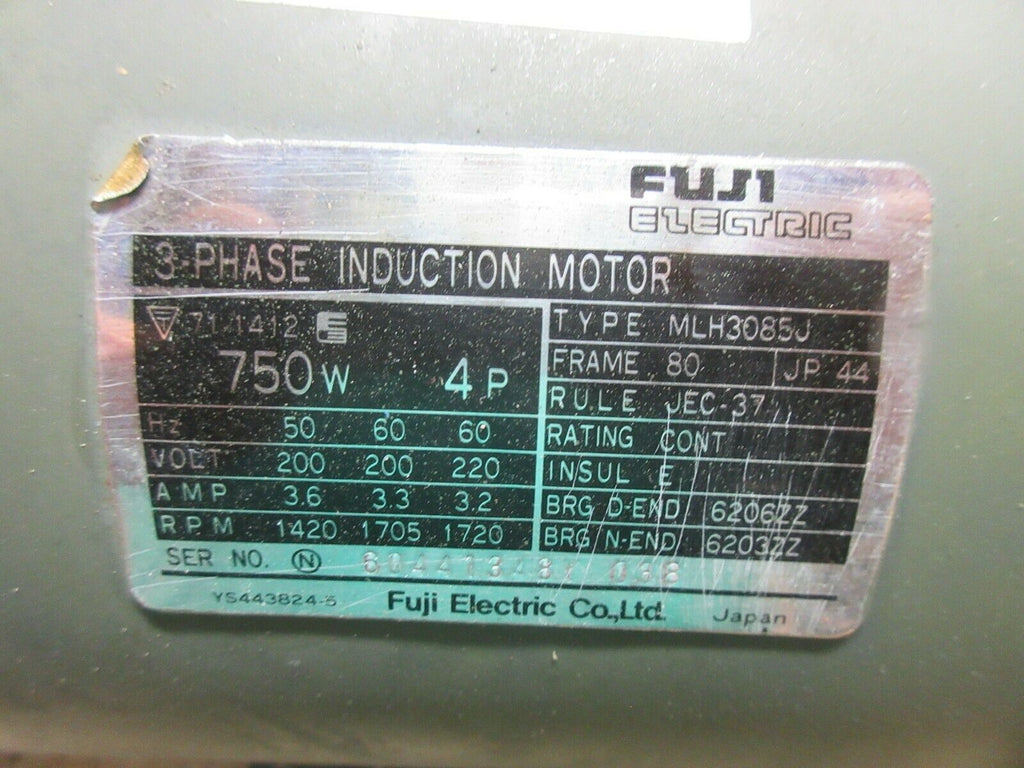 FUJI
ELECTRIC
3-PHASE INDUCTION MOTOR
71-1412
750 W 4 P
Hz 50 60 60
VOLT 200 200 220
AMP 3.6 3.3 3.2
RPM 1420 1705 1720
TYPE MLH3085J
FRAME 80 JP 44
RULE JEC-37
RATING CONT
INSUL E
BRG D-END 6206ZZ
BRG N-END 6203ZZ
SER NO. N
YS443824-5 Fuji Electric Co.,Ltd. Japan